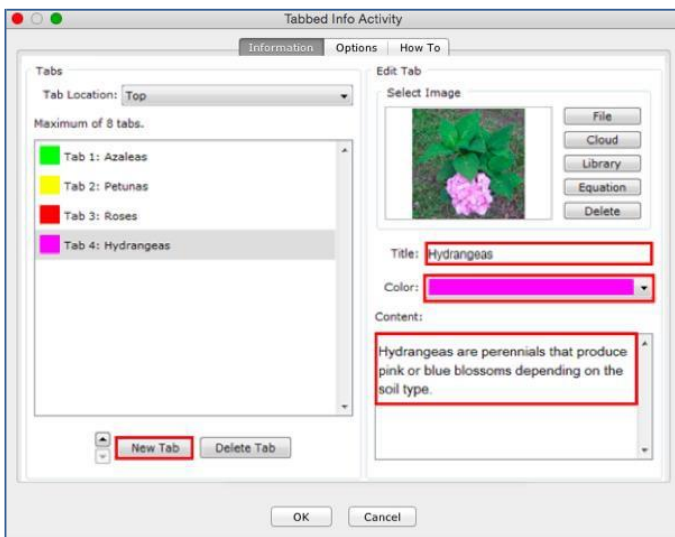 Tabbed Info Activity
Information Options How To
Tabs
Tab Location: Top
Maximum of 8 tabs.
Tab 1: Azaleas
Tab 2: Petunas
Tab 3: Roses
Tab 4: Hydrangeas
New Tab Delete Tab
Edit Tab
Select Image
File
Cloud
Library
Equation
Delete
Title: Hydrangeas
Color:
Content:
Hydrangeas are perennials that produce
pink or blue blossoms depending on the
soil type.
OK Cancel